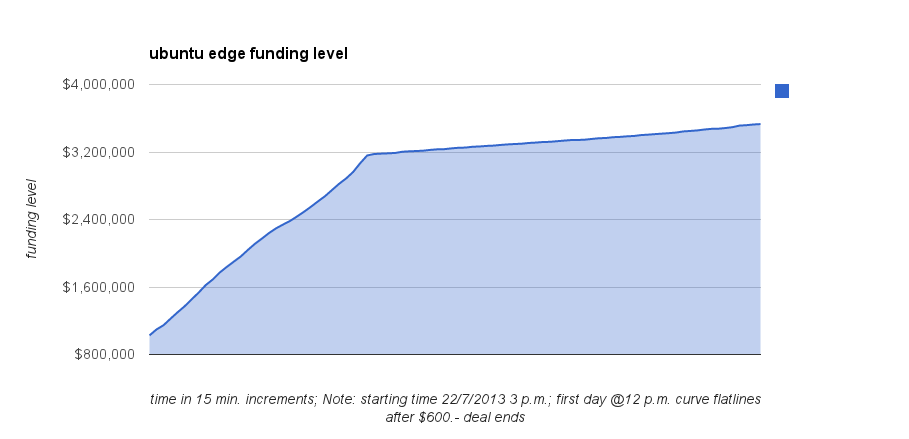 ubuntu edge funding level
$4,000,000
$3,200,000
$2,400,000
$1,600,000
$800,000
funding level
time in 15 min. increments; Note: starting time 22/7/2013 3 p.m.; first day @12 p.m. curve flatlines
after $600.- deal ends